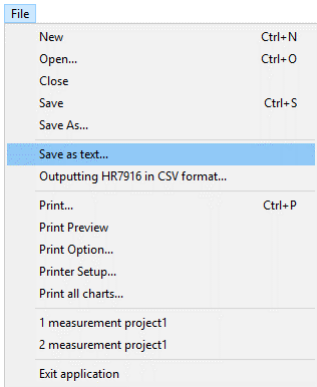 File
New Ctrl+N
Open... Ctrl+O
Close
Save Ctrl+S
Save As...
Save as text...
Outputting HR7916 in CSV format...
Print... Ctrl+P
Print Preview
Print Option...
Printer Setup...
Print all charts...
1 measurement project1
2 measurement project1
Exit application